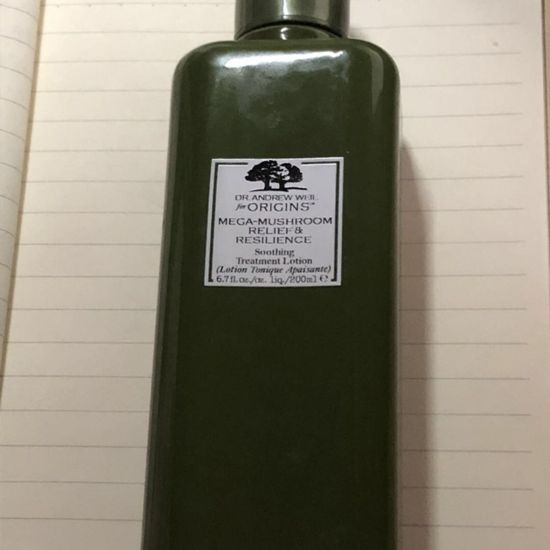 DR. ANDREW WEIL
for ORIGINS™
MEGA-MUSHROOM
RELIEF &
RESILIENCE
Soothing
Treatment Lotion
(Lotion Tonique Apaisante)
6.7 fl. oz./oz. liq./200ml ℮